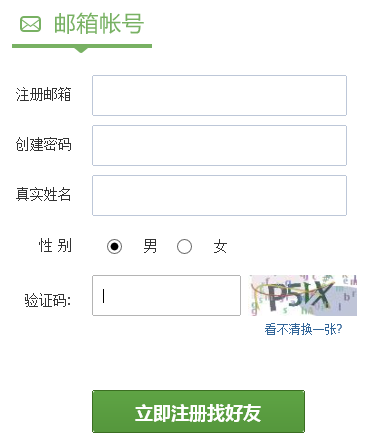 邮箱帐号
注册邮箱
创建密码
真实姓名
性 别 男 女
验证码: P5IX
看不清换一张?
立即注册找好友